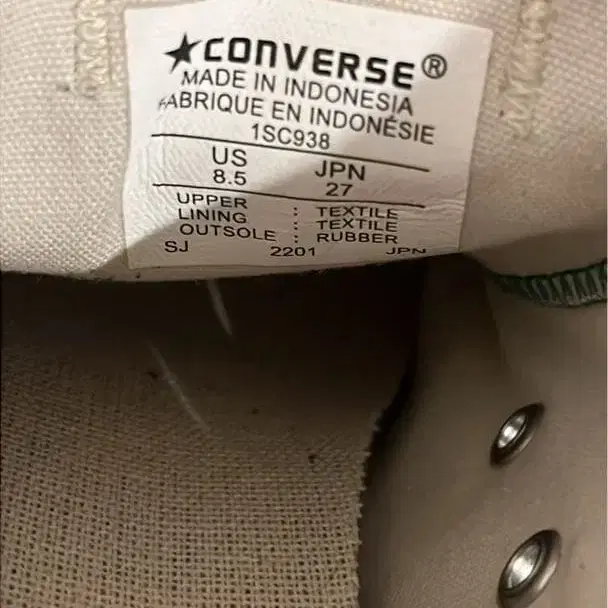 ★CONVERSE®
MADE IN INDONESIA
FABRIQUE EN INDONÉSIE
1SC938
US JPN
8.5 27
UPPER : TEXTILE
LINING : TEXTILE
OUTSOLE : RUBBER
SJ 2201 JPN